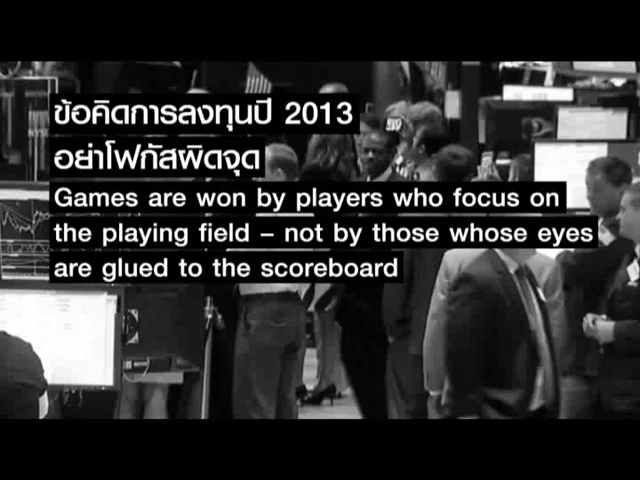 ข้อคิดการลงทุนปี 2013
อย่าโฟกัสผิดจุด
Games are won by players who focus on
the playing field – not by those whose eyes
are glued to the scoreboard